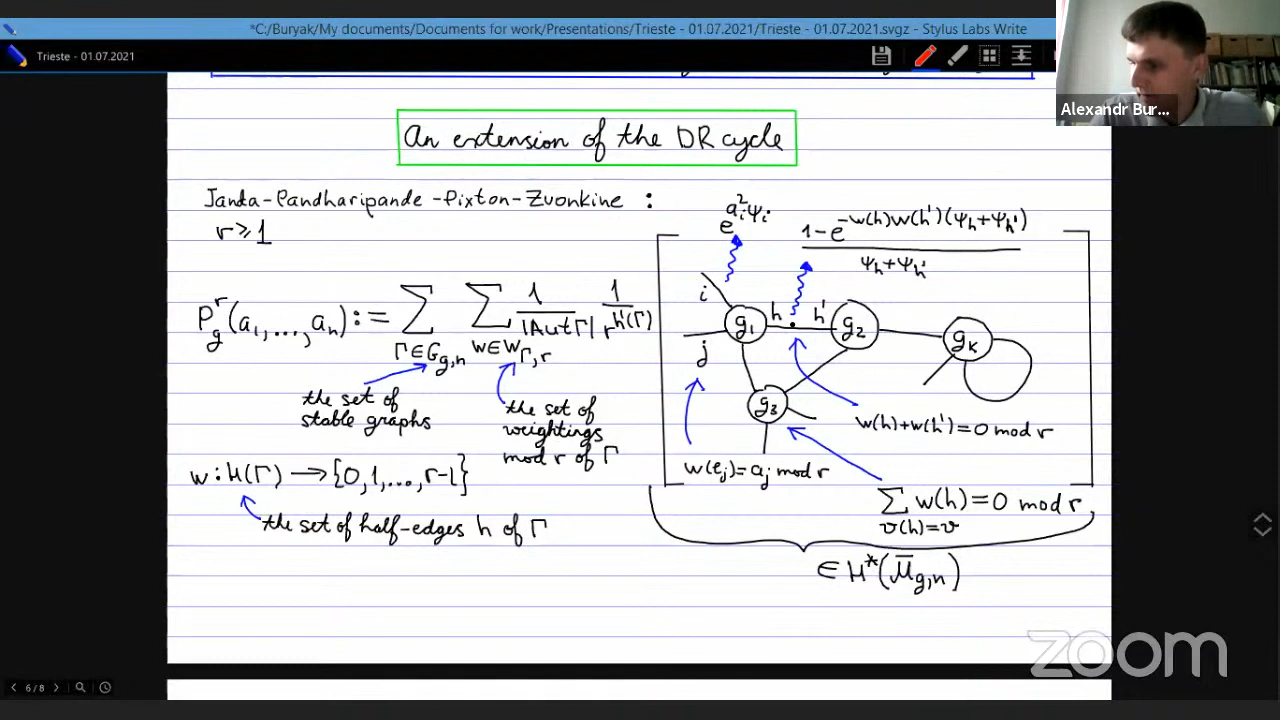 *C:/Buryak/My documents/Documents for work/Presentations/Trieste - 01.07.2021/Trieste - 01.07.2021.svgz - Stylus Labs Write
Trieste - 01.07.2021
Alexandr Bur...
An extension of the DR cycle
Janda-Pandharipande-Pixton-Zvonkine :
r ≥ 1
e^{a_i^2 ψ_i}
1-e^{-w(h)w(h')(ψ_h+ψ_h')}
ψ_h+ψ_h'
P_g^r(a_1,...,a_n) := ∑_{Γ∈G_{g,n}} ∑_{w∈W_{Γ,r}} 1/|Aut Γ| 1/r^{h^1(Γ)}
i
j
g_1
h
h'
g_2
g_k
g_3
the set of
stable graphs
the set of
weightings
mod r of Γ
w(h)+w(h')=0 mod r
w(l_j)=a_j mod r
w: H(Γ) → {0,1,...,r-1}
∑_{v(h)=v} w(h)=0 mod r
the set of half-edges h of Γ
∈ H*(M̄_{g,n})
zoom
6/8